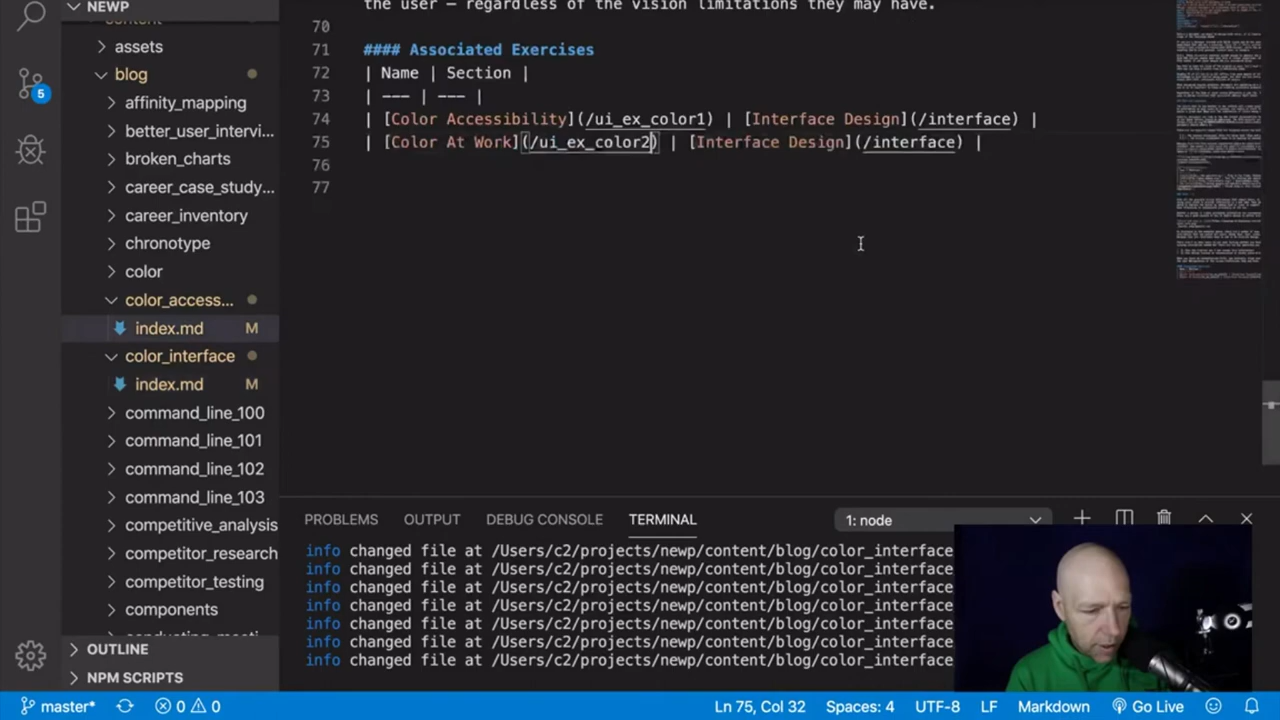 NEWP
content
assets
blog
affinity_mapping
better_user_intervi...
broken_charts
career_case_study...
career_inventory
chronotype
color
color_access...
index.md M
color_interface
index.md M
command_line_100
command_line_101
command_line_102
command_line_103
competitive_analysis
competitor_research
competitor_testing
components
OUTLINE
NPM SCRIPTS
5
the user — regardless of the vision limitations they may have.
70
71 #### Associated Exercises
72 | Name | Section |
73 | --- | --- |
74 | [Color Accessibility](/ui_ex_color1) | [Interface Design](/interface) |
75 | [Color At Work](/ui_ex_color2) | [Interface Design](/interface) |
76
77
PROBLEMS OUTPUT DEBUG CONSOLE TERMINAL 1: node
info changed file at /Users/c2/projects/newp/content/blog/color_interface
info changed file at /Users/c2/projects/newp/content/blog/color_interface
info changed file at /Users/c2/projects/newp/content/blog/color_interface
info changed file at /Users/c2/projects/newp/content/blog/color_interface
info changed file at /Users/c2/projects/newp/content/blog/color_interface
info changed file at /Users/c2/projects/newp/content/blog/color_interface
info changed file at /Users/c2/projects/newp/content/blog/color_interface
master* 0 0 Ln 75, Col 32 Spaces: 4 UTF-8 LF Markdown Go Live